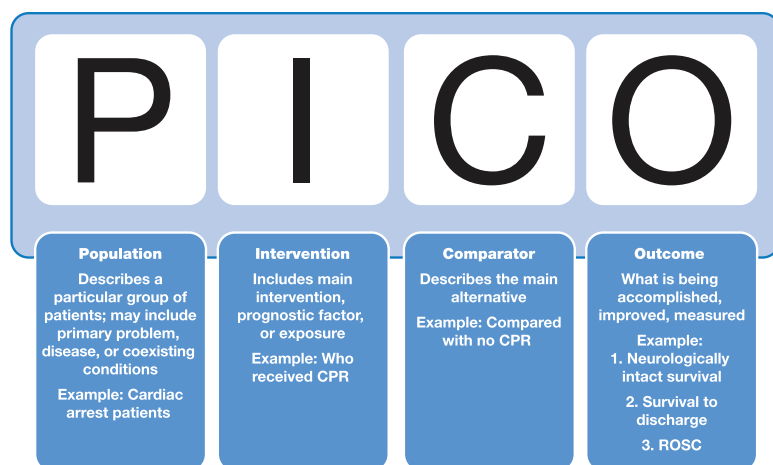 P
I
C
O
Population
Describes a
particular group of
patients; may include
primary problem,
disease, or coexisting
conditions
Example: Cardiac
arrest patients
Intervention
Includes main
intervention,
prognostic factor,
or exposure
Example: Who
received CPR
Comparator
Describes the main
alternative
Example: Compared
with no CPR
Outcome
What is being
accomplished,
improved, measured
Example:
1. Neurologically
intact survival
2. Survival to
discharge
3. ROSC